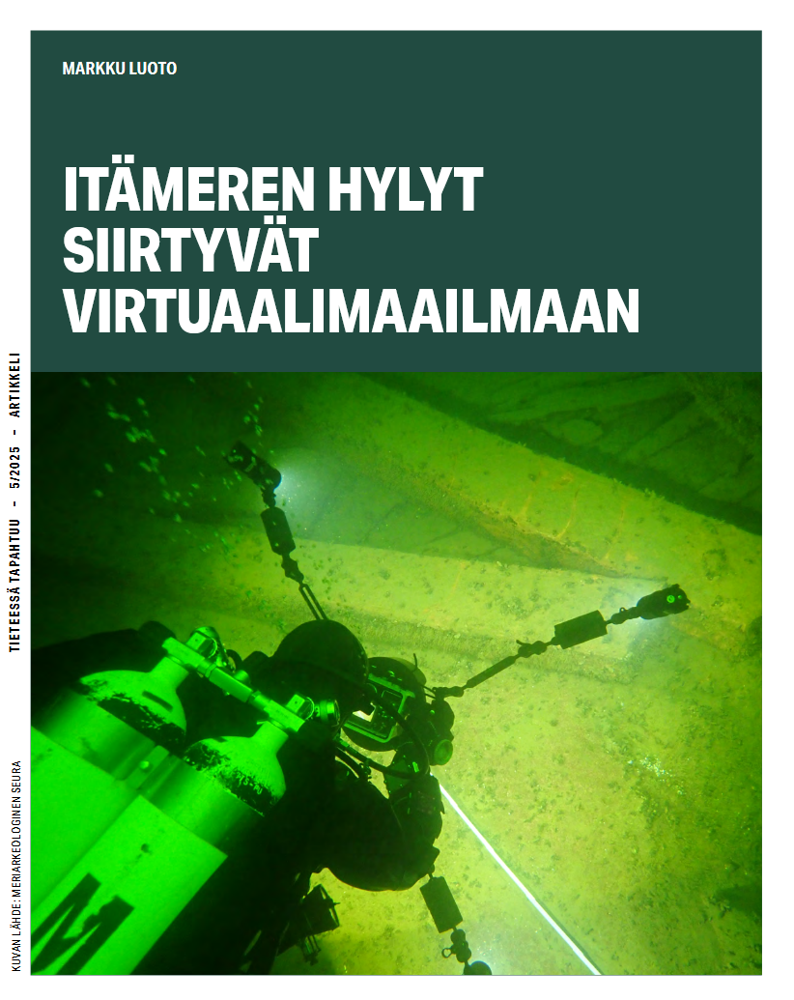 MARKKU LUOTO
ITÄMEREN HYLYT
SIIRTYVÄT
VIRTUAALIMAAILMAAN
TIETEESSÄ TAPAHTUU – 5/2025 – ARTIKKELI
KUVAN LÄHDE: MERIARKEOLOGINEN SEURA
M